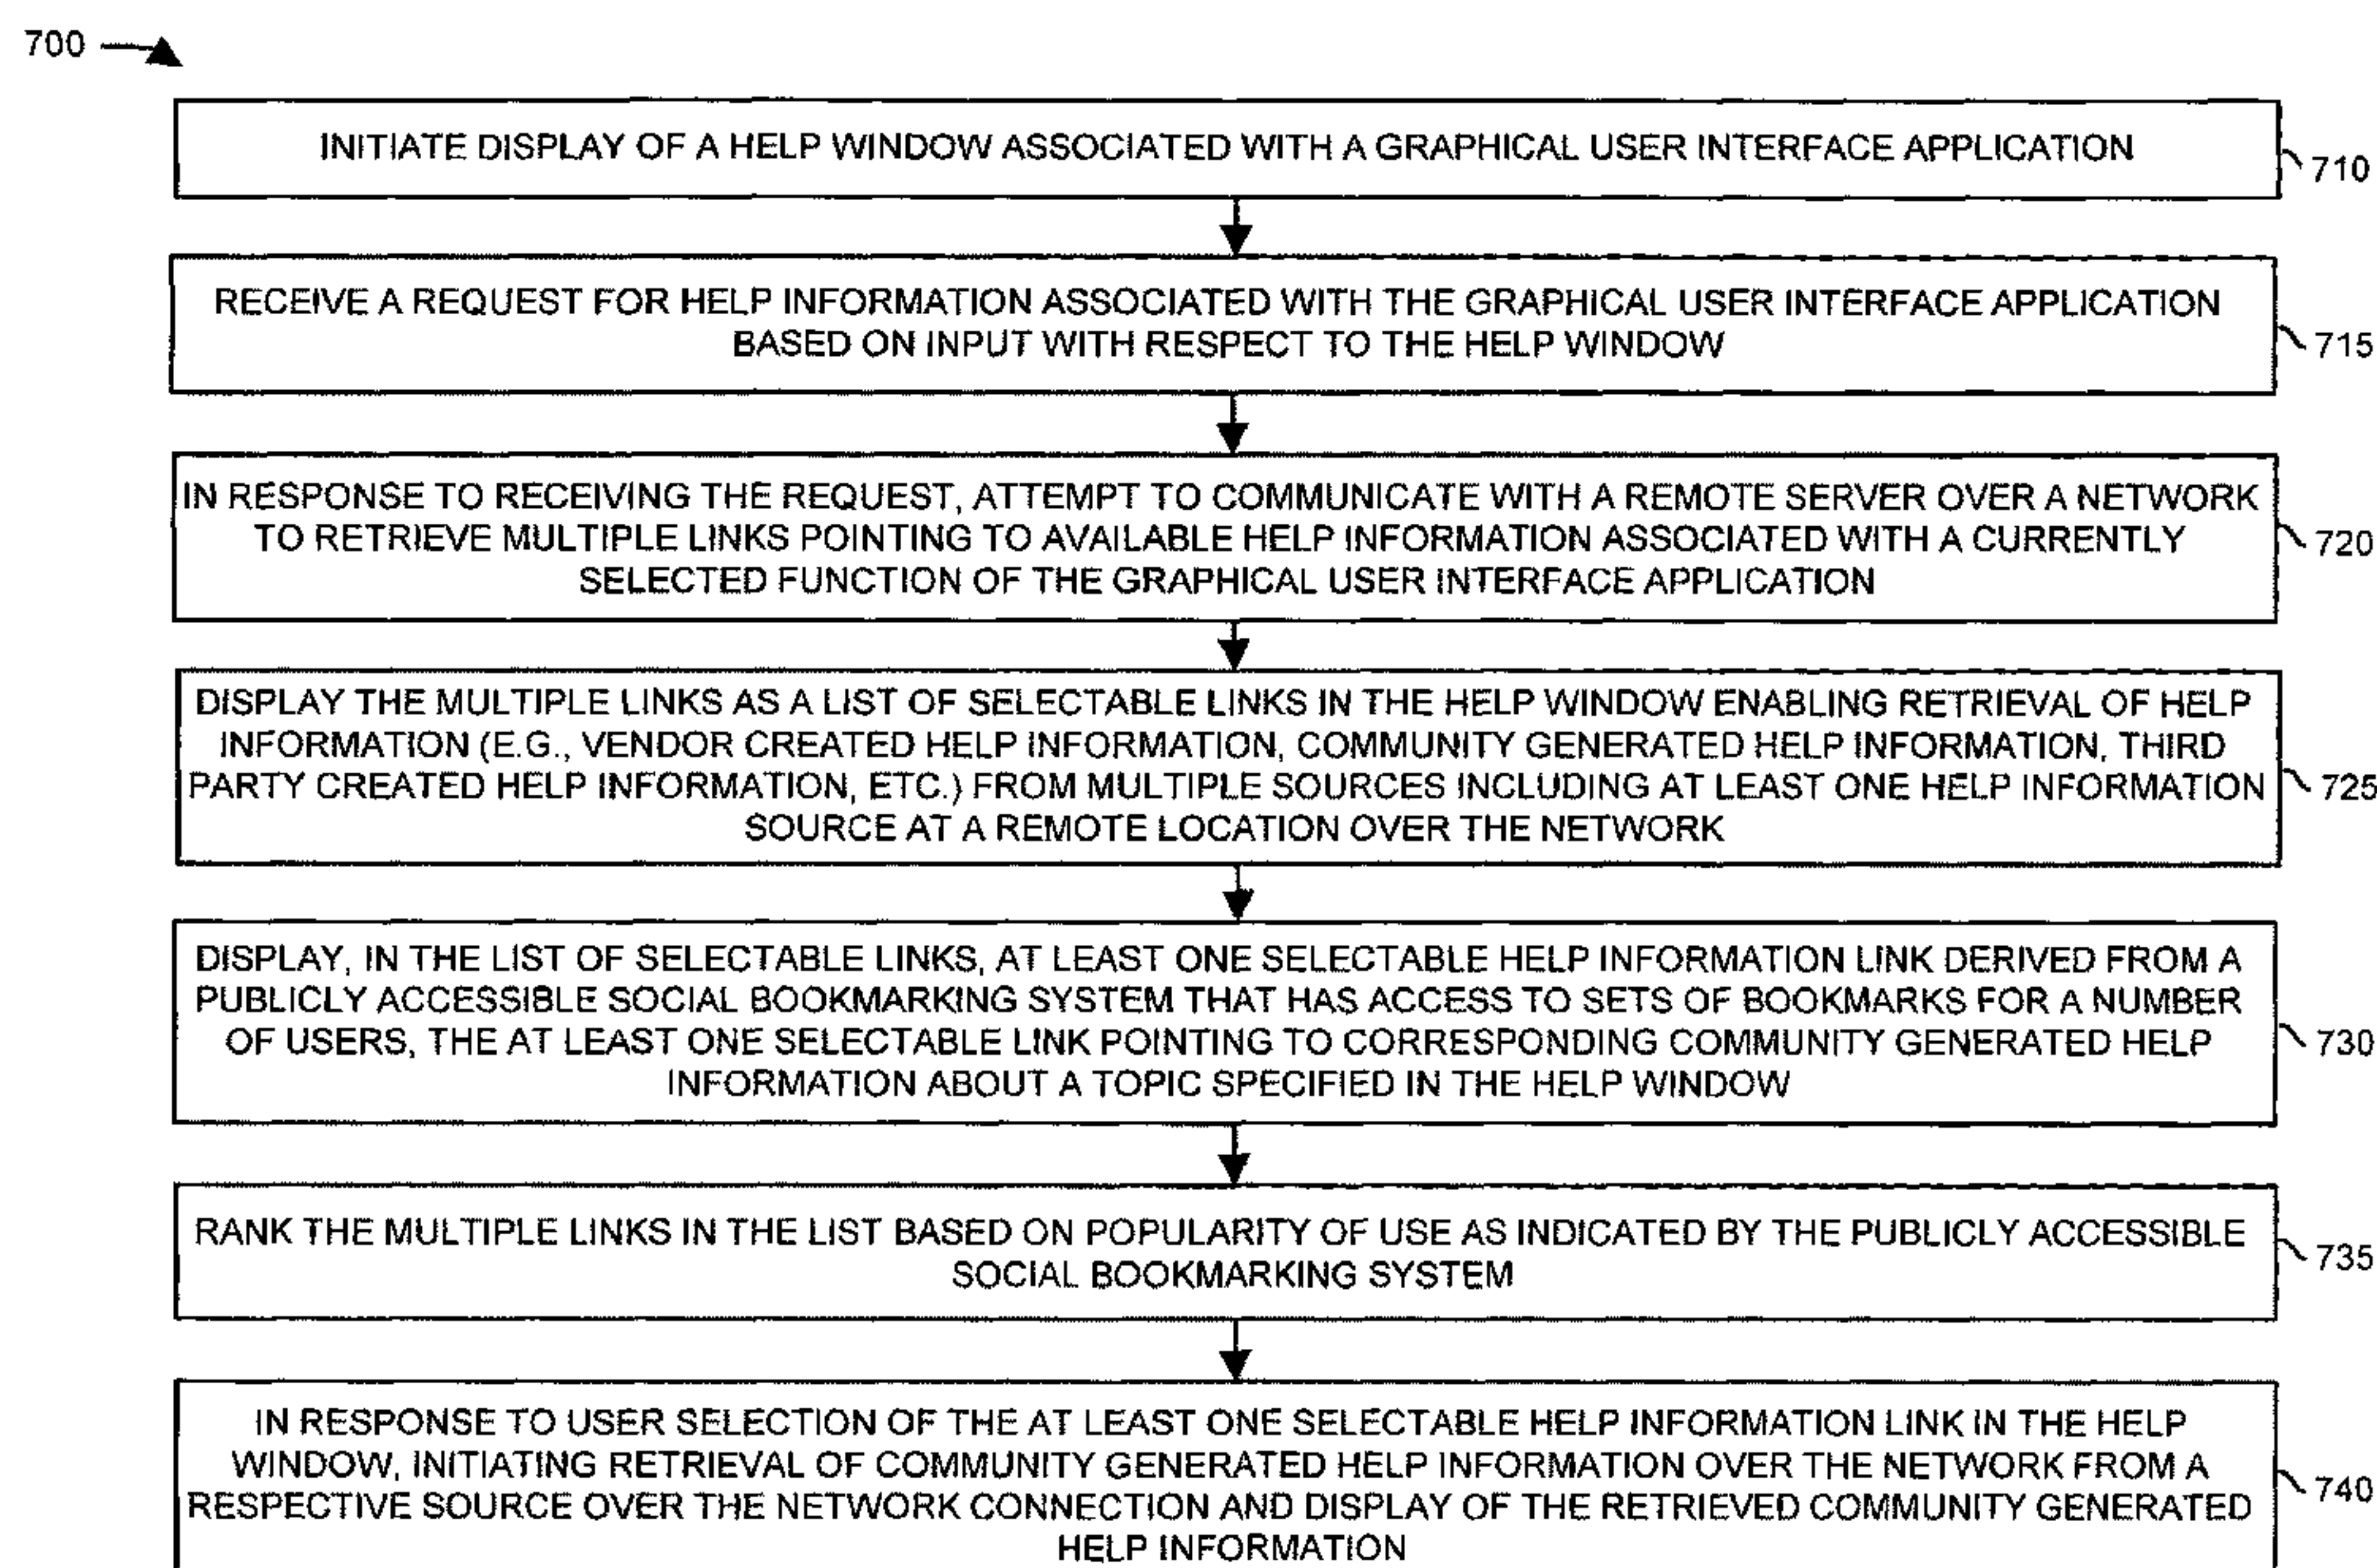 700
INITIATE DISPLAY OF A HELP WINDOW ASSOCIATED WITH A GRAPHICAL USER INTERFACE APPLICATION
710
RECEIVE A REQUEST FOR HELP INFORMATION ASSOCIATED WITH THE GRAPHICAL USER INTERFACE APPLICATION
BASED ON INPUT WITH RESPECT TO THE HELP WINDOW
715
IN RESPONSE TO RECEIVING THE REQUEST, ATTEMPT TO COMMUNICATE WITH A REMOTE SERVER OVER A NETWORK
TO RETRIEVE MULTIPLE LINKS POINTING TO AVAILABLE HELP INFORMATION ASSOCIATED WITH A CURRENTLY
SELECTED FUNCTION OF THE GRAPHICAL USER INTERFACE APPLICATION
720
DISPLAY THE MULTIPLE LINKS AS A LIST OF SELECTABLE LINKS IN THE HELP WINDOW ENABLING RETRIEVAL OF HELP
INFORMATION (E.G., VENDOR CREATED HELP INFORMATION, COMMUNITY GENERATED HELP INFORMATION, THIRD
PARTY CREATED HELP INFORMATION, ETC.) FROM MULTIPLE SOURCES INCLUDING AT LEAST ONE HELP INFORMATION
SOURCE AT A REMOTE LOCATION OVER THE NETWORK
725
DISPLAY, IN THE LIST OF SELECTABLE LINKS, AT LEAST ONE SELECTABLE HELP INFORMATION LINK DERIVED FROM A
PUBLICLY ACCESSIBLE SOCIAL BOOKMARKING SYSTEM THAT HAS ACCESS TO SETS OF BOOKMARKS FOR A NUMBER
OF USERS, THE AT LEAST ONE SELECTABLE LINK POINTING TO CORRESPONDING COMMUNITY GENERATED HELP
INFORMATION ABOUT A TOPIC SPECIFIED IN THE HELP WINDOW
730
RANK THE MULTIPLE LINKS IN THE LIST BASED ON POPULARITY OF USE AS INDICATED BY THE PUBLICLY ACCESSIBLE
SOCIAL BOOKMARKING SYSTEM
735
IN RESPONSE TO USER SELECTION OF THE AT LEAST ONE SELECTABLE HELP INFORMATION LINK IN THE HELP
WINDOW, INITIATING RETRIEVAL OF COMMUNITY GENERATED HELP INFORMATION OVER THE NETWORK FROM A
RESPECTIVE SOURCE OVER THE NETWORK CONNECTION AND DISPLAY OF THE RETRIEVED COMMUNITY GENERATED
HELP INFORMATION
740